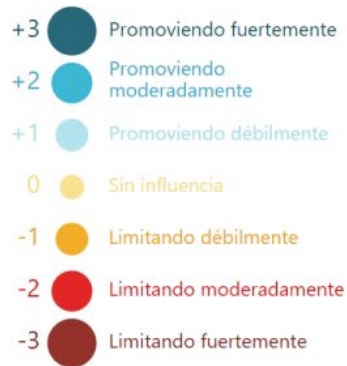 +3 Promoviendo fuertemente
+2 Promoviendo
moderadamente
+1 Promoviendo débilmente
0 Sin influencia
-1 Limitando débilmente
-2 Limitando moderadamente
-3 Limitando fuertemente